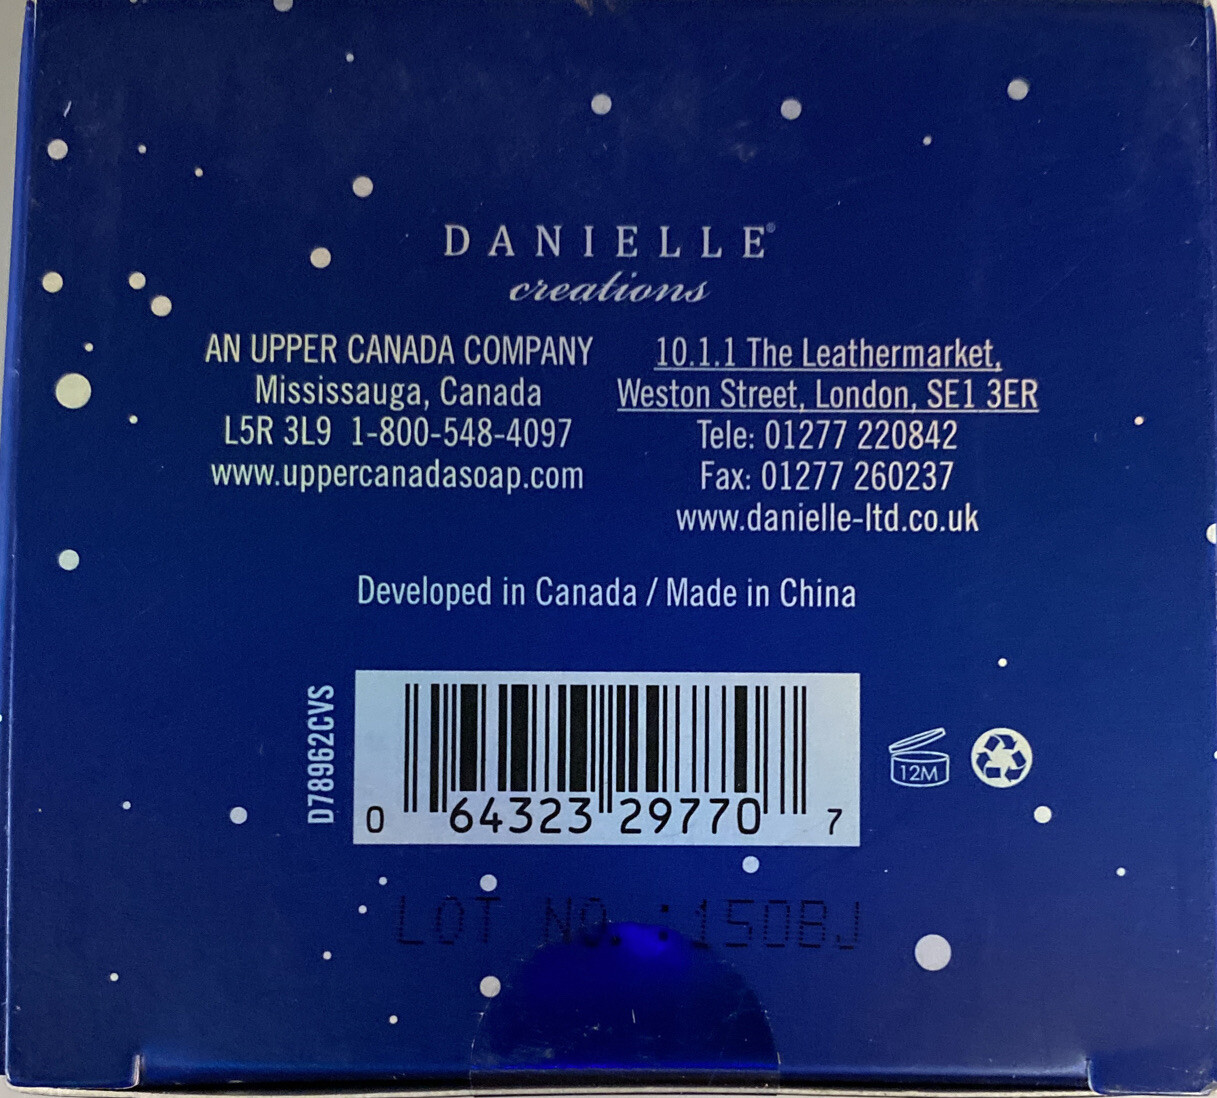 DANIELLE®
creations
AN UPPER CANADA COMPANY
Mississauga, Canada
L5R 3L9 1-800-548-4097
www.uppercanadasoap.com
10.1.1 The Leathermarket,
Weston Street, London, SE1 3ER
Tele: 01277 220842
Fax: 01277 260237
www.danielle-ltd.co.uk
Developed in Canada / Made in China
D78962CVS
0 64323 29770 7
12M
LOT NO.:150BJ